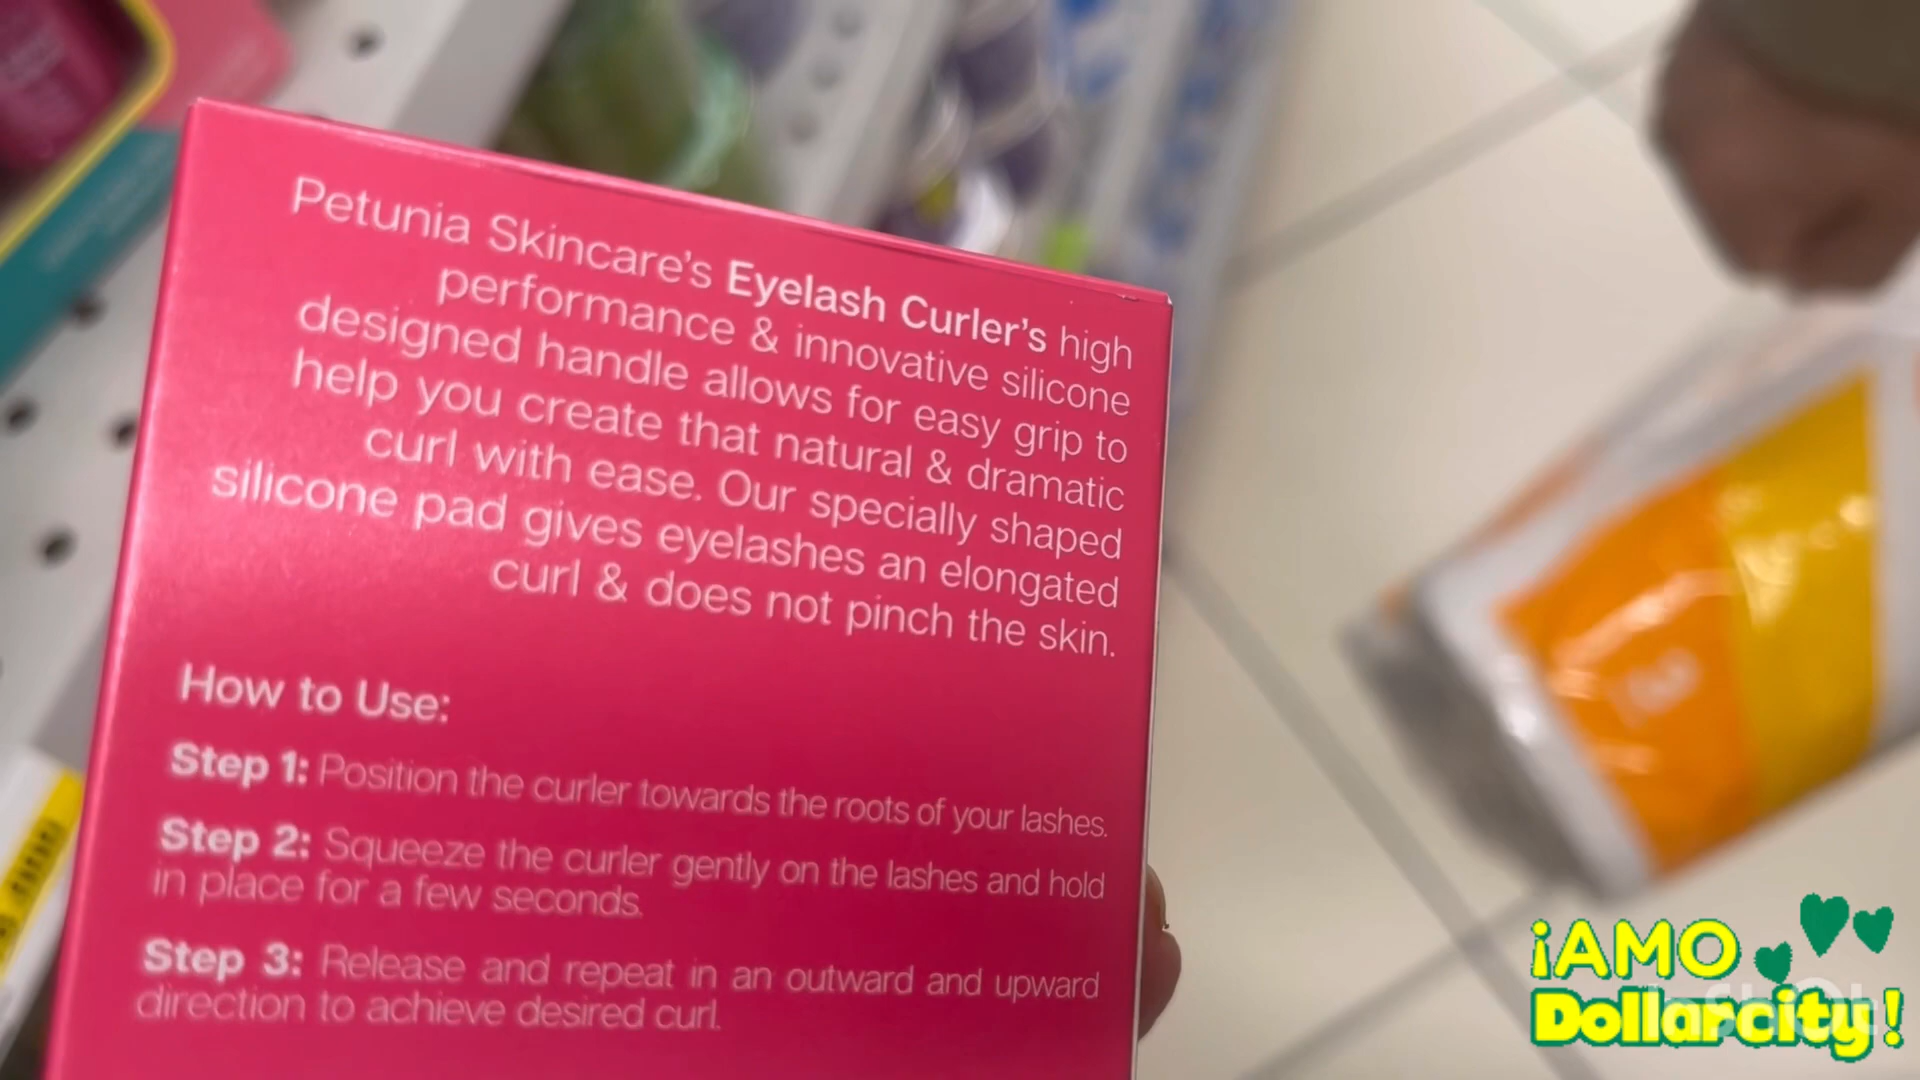 Petunia Skincare's Eyelash Curler's high
performance & innovative silicone
designed handle allows for easy grip to
help you create that natural & dramatic
curl with ease. Our specially shaped
silicone pad gives eyelashes an elongated
curl & does not pinch the skin.
How to Use:
Step 1: Position the curler towards the roots of your lashes.
Step 2: Squeeze the curler gently on the lashes and hold
in place for a few seconds.
Step 3: Release and repeat in an outward and upward
direction to achieve desired curl.
¡AMO
Dollarcity!